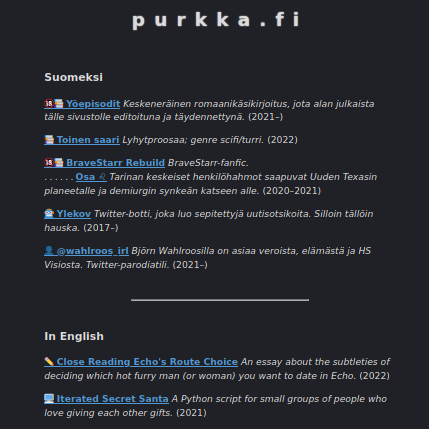 purkka.fi
Suomeksi
🔞📚 Yöepisodit Keskeneräinen romaanikäsikirjoitus, jota alan julkaista
tälle sivustolle editoituna ja täydennettynä. (2021–)
📚 Toinen saari Lyhytproosaa; genre scifi/turri. (2022)
🔞📚 BraveStarr Rebuild BraveStarr-fanfic.
...... Osa ♌ Tarinan keskeiset henkilöhahmot saapuvat Uuden Texasin
planeetalle ja demiurgin synkeän katseen alle. (2020–2021)
🤖 Ylekov Twitter-botti, joka luo sepitettyjä uutisotsikoita. Silloin tällöin
hauska. (2017–)
👤 @wahlroos_irl Björn Wahlroosilla on asiaa veroista, elämästä ja HS
Visiosta. Twitter-parodiatili. (2021–)
In English
✏️ Close Reading Echo's Route Choice An essay about the subtleties of
deciding which hot furry man (or woman) you want to date in Echo. (2022)
🖥️ Iterated Secret Santa A Python script for small groups of people who
love giving each other gifts. (2021)